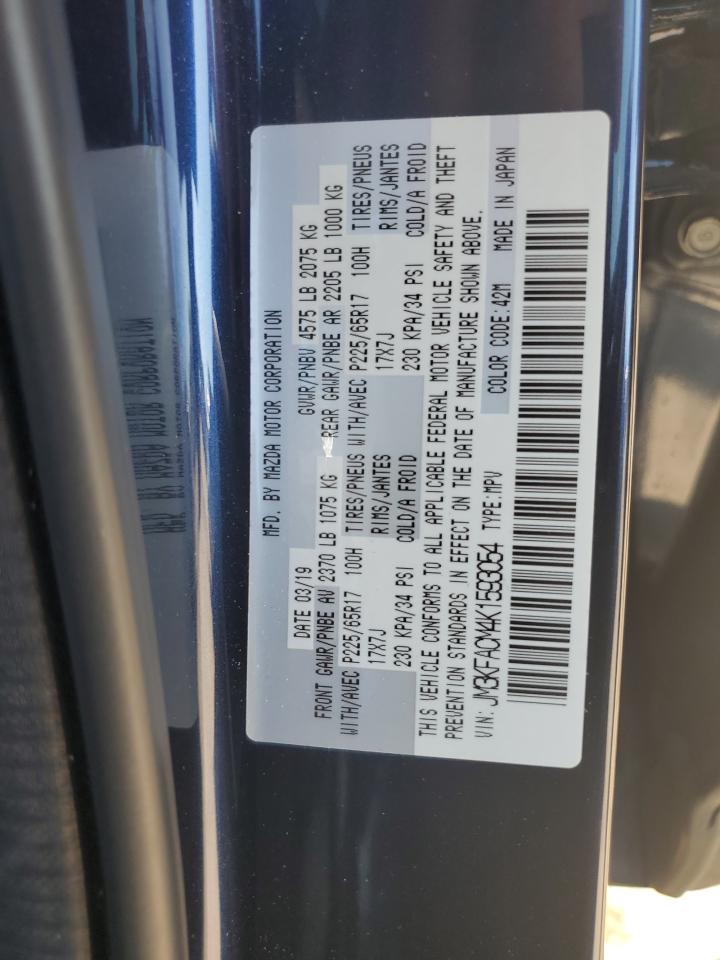 MFD. BY MAZDA MOTOR CORPORATION
DATE 03/19 GVWR/PNBV 4575 LB 2075 KG
FRONT GAWR/PNBE AV 2370 LB 1075 KG REAR GAWR/PNBE AR 2205 LB 1000 KG
WITH/AVEC P225/65R17 100H TIRES/PNEUS WITH/AVEC P225/65R17 100H TIRES/PNEUS
17X7J RIMS/JANTES 17X7J RIMS/JANTES
230 KPA/34 PSI COLD/A FROID 230 KPA/34 PSI COLD/A FROID
THIS VEHICLE CONFORMS TO ALL APPLICABLE FEDERAL MOTOR VEHICLE SAFETY AND THEFT
PREVENTION STANDARDS IN EFFECT ON THE DATE OF MANUFACTURE SHOWN ABOVE.
VIN: JM3KFACM4K1593054 TYPE:MPV COLOR CODE:42M MADE IN JAPAN